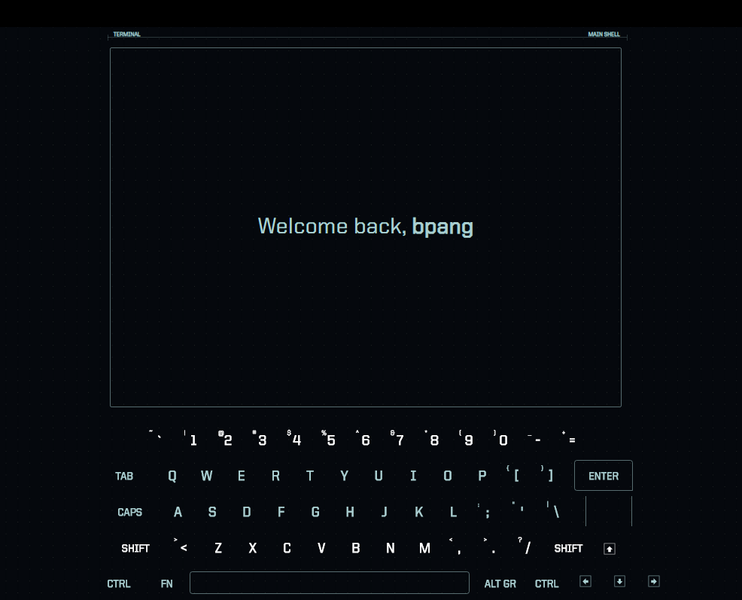 TERMINAL MAIN SHELL
Welcome back, bpang
~ ` ! 1 @ 2 # 3 $ 4 % 5 ^ 6 & 7 * 8 ( 9 ) 0 _ - + =
TAB Q W E R T Y U I O P { [ } ] ENTER
CAPS A S D F G H J K L : ; " ' | \
SHIFT > < Z X C V B N M < , > . ? / SHIFT
CTRL FN ALT GR CTRL